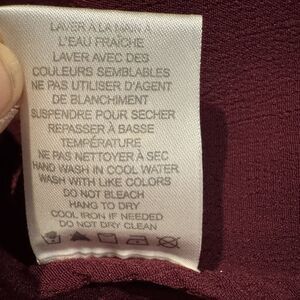 LAVER À LA MAIN À
L'EAU FRAÎCHE
LAVER AVEC DES
COULEURS SEMBLABLES
NE PAS UTILISER D'AGENT
DE BLANCHIMENT
SUSPENDRE POUR SECHER
REPASSER À BASSE
TEMPÉRATURE
NE PAS NETTOYER À SEC
HAND WASH IN COOL WATER
WASH WITH LIKE COLORS
DO NOT BLEACH
HANG TO DRY
COOL IRON IF NEEDED
DO NOT DRY CLEAN